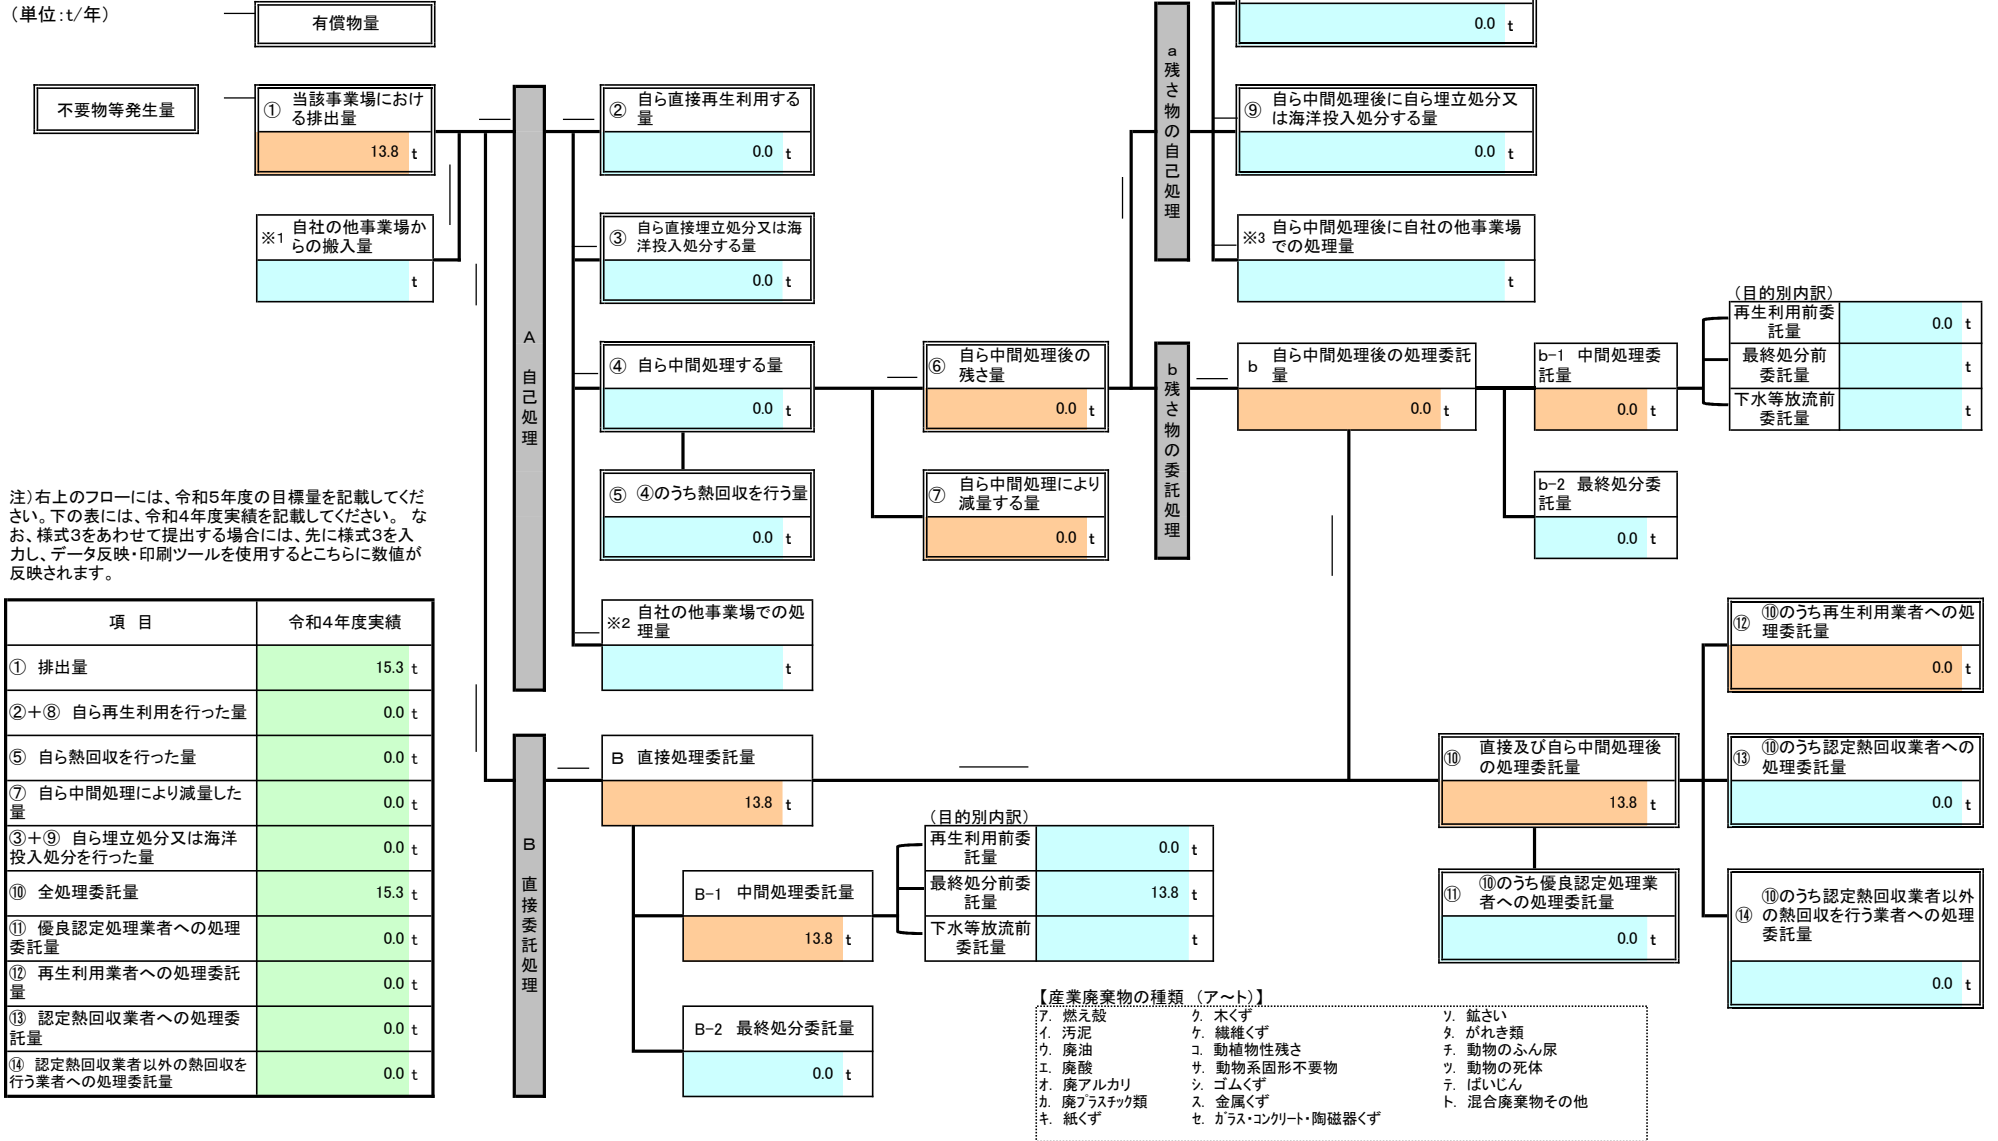 (単位:t/年)
有償物量
0.0 t
不要物等発生量
① 当該事業場におけ
る排出量
13.8 t
※1 自社の他事業場か
らの搬入量
t
A 自己処理
② 自ら直接再生利用する
量
0.0 t
③ 自ら直接埋立処分又は海
洋投入処分する量
0.0 t
④ 自ら中間処理する量
0.0 t
⑤ ④のうち熱回収を行う量
0.0 t
※2 自社の他事業場での処
理量
t
⑥ 自ら中間処理後の
残さ量
0.0 t
⑦ 自ら中間処理により
減量する量
0.0 t
a 残さ物の自己処理
⑨ 自ら中間処理後に自ら埋立処分又
は海洋投入処分する量
0.0 t
※3 自ら中間処理後に自社の他事業場
での処理量
t
b 残さ物の委託処理
b 自ら中間処理後の処理委託
量
0.0 t
b-1 中間処理委
託量
0.0 t
b-2 最終処分委
託量
0.0 t
(目的別内訳)
再生利用前委
託量
0.0 t
最終処分前
委託量
t
下水等放流前
委託量
t
注)右上のフローには、令和5年度の目標量を記載してくだ
さい。下の表には、令和4年度実績を記載してください。 な
お、様式3をあわせて提出する場合には、先に様式3を入
力し、データ反映・印刷ツールを使用するとこちらに数値が
反映されます。
項 目 令和4年度実績
① 排出量 15.3 t
②+⑧ 自ら再生利用を行った量 0.0 t
⑤ 自ら熱回収を行った量 0.0 t
⑦ 自ら中間処理により減量した
量 0.0 t
③+⑨ 自ら埋立処分又は海洋
投入処分を行った量 0.0 t
⑩ 全処理委託量 15.3 t
⑪ 優良認定処理業者への処理
委託量 0.0 t
⑫ 再生利用業者への処理委託
量 0.0 t
⑬ 認定熱回収業者への処理委
託量 0.0 t
⑭ 認定熱回収業者以外の熱回収を
行う業者への処理委託量 0.0 t
B 直接委託処理
B 直接処理委託量
13.8 t
B-1 中間処理委託量
13.8 t
B-2 最終処分委託量
0.0 t
(目的別内訳)
再生利用前委
託量
0.0 t
最終処分前委
託量
13.8 t
下水等放流前
委託量
t
⑩ 直接及び自ら中間処理後
の処理委託量
13.8 t
⑪ ⑩のうち優良認定処理業
者への処理委託量
0.0 t
⑫ ⑩のうち再生利用業者への処
理委託量
0.0 t
⑬ ⑩のうち認定熱回収業者への
処理委託量
0.0 t
⑭ ⑩のうち認定熱回収業者以外
の熱回収を行う業者への処理
委託量
0.0 t
【産業廃棄物の種類 (ア~ト)】
ア. 燃え殻 ク. 木くず ソ. 鉱さい
イ. 汚泥 ケ. 繊維くず タ. がれき類
ウ. 廃油 コ. 動植物性残さ チ. 動物のふん尿
エ. 廃酸 サ. 動物系固形不要物 ツ. 動物の死体
オ. 廃アルカリ シ. ゴムくず テ. ばいじん
カ. 廃プラスチック類 ス. 金属くず ト. 混合廃棄物その他
キ. 紙くず セ. ガラス・コンクリート・陶磁器くず